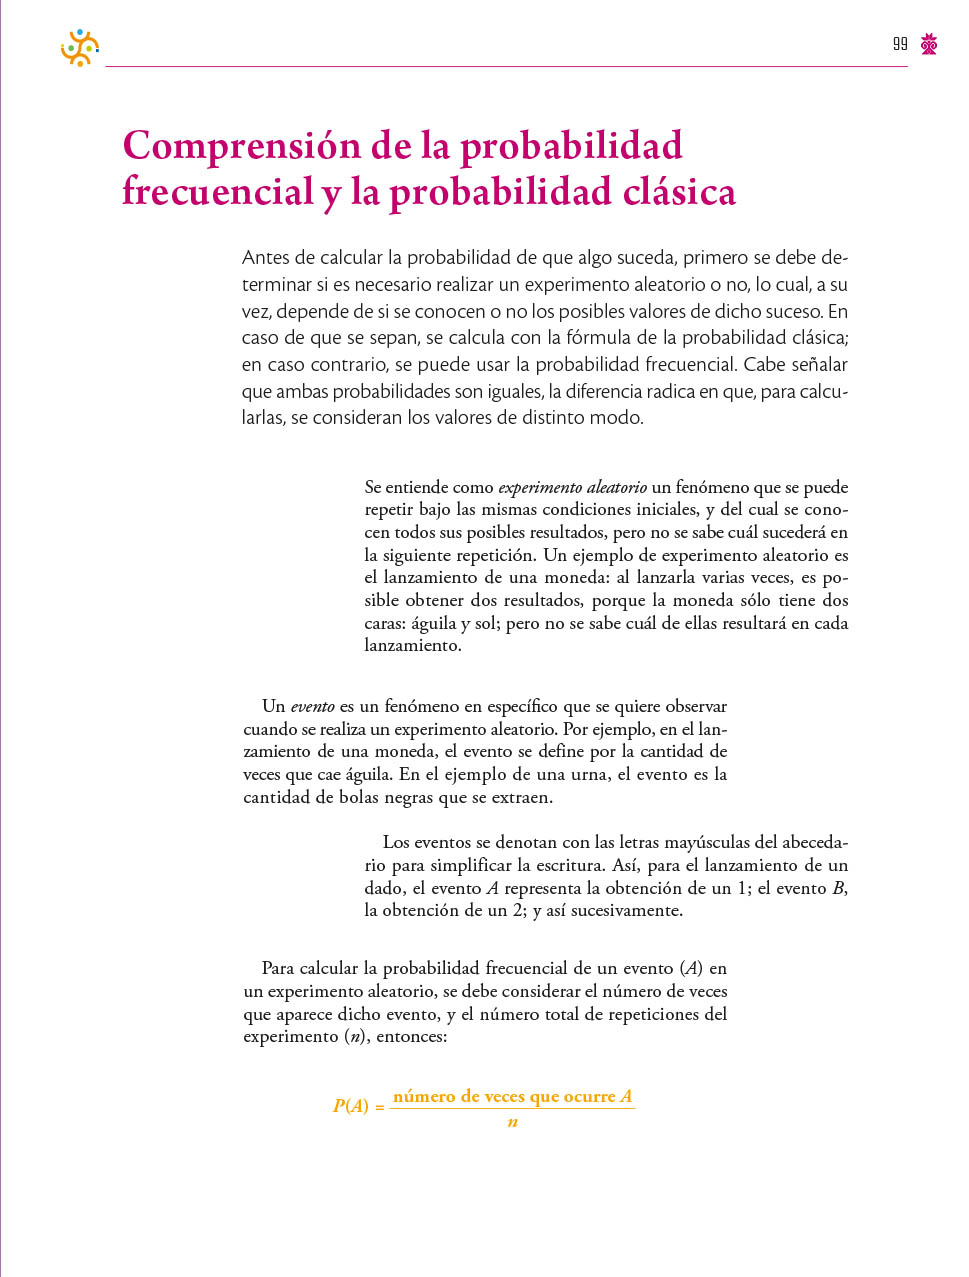 99
Comprensión de la probabilidad
frecuencial y la probabilidad clásica
Antes de calcular la probabilidad de que algo suceda, primero se debe de-
terminar si es necesario realizar un experimento aleatorio o no, lo cual, a su
vez, depende de si se conocen o no los posibles valores de dicho suceso. En
caso de que se sepan, se calcula con la fórmula de la probabilidad clásica;
en caso contrario, se puede usar la probabilidad frecuencial. Cabe señalar
que ambas probabilidades son iguales, la diferencia radica en que, para calcu-
larlas, se consideran los valores de distinto modo.
Se entiende como experimento aleatorio un fenómeno que se puede
repetir bajo las mismas condiciones iniciales, y del cual se cono-
cen todos sus posibles resultados, pero no se sabe cuál sucederá en
la siguiente repetición. Un ejemplo de experimento aleatorio es
el lanzamiento de una moneda: al lanzarla varias veces, es po-
sible obtener dos resultados, porque la moneda sólo tiene dos
caras: águila y sol; pero no se sabe cuál de ellas resultará en cada
lanzamiento.
Un evento es un fenómeno en específico que se quiere observar
cuando se realiza un experimento aleatorio. Por ejemplo, en el lan-
zamiento de una moneda, el evento se define por la cantidad de
veces que cae águila. En el ejemplo de una urna, el evento es la
cantidad de bolas negras que se extraen.
Los eventos se denotan con las letras mayúsculas del abeceda-
rio para simplificar la escritura. Así, para el lanzamiento de un
dado, el evento A representa la obtención de un 1; el evento B,
la obtención de un 2; y así sucesivamente.
Para calcular la probabilidad frecuencial de un evento (A) en
un experimento aleatorio, se debe considerar el número de veces
que aparece dicho evento, y el número total de repeticiones del
experimento (n), entonces:
P(A) = número de veces que ocurre A
n